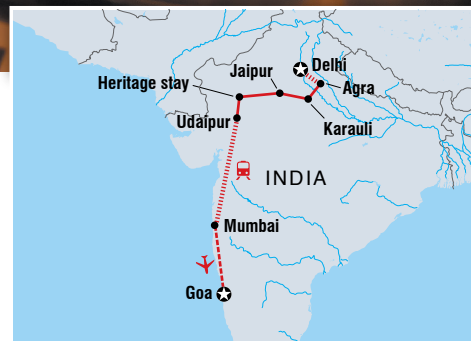 Delhi
Jaipur
Heritage stay
Agra
Karauli
Udaipur
INDIA
Mumbai
Goa